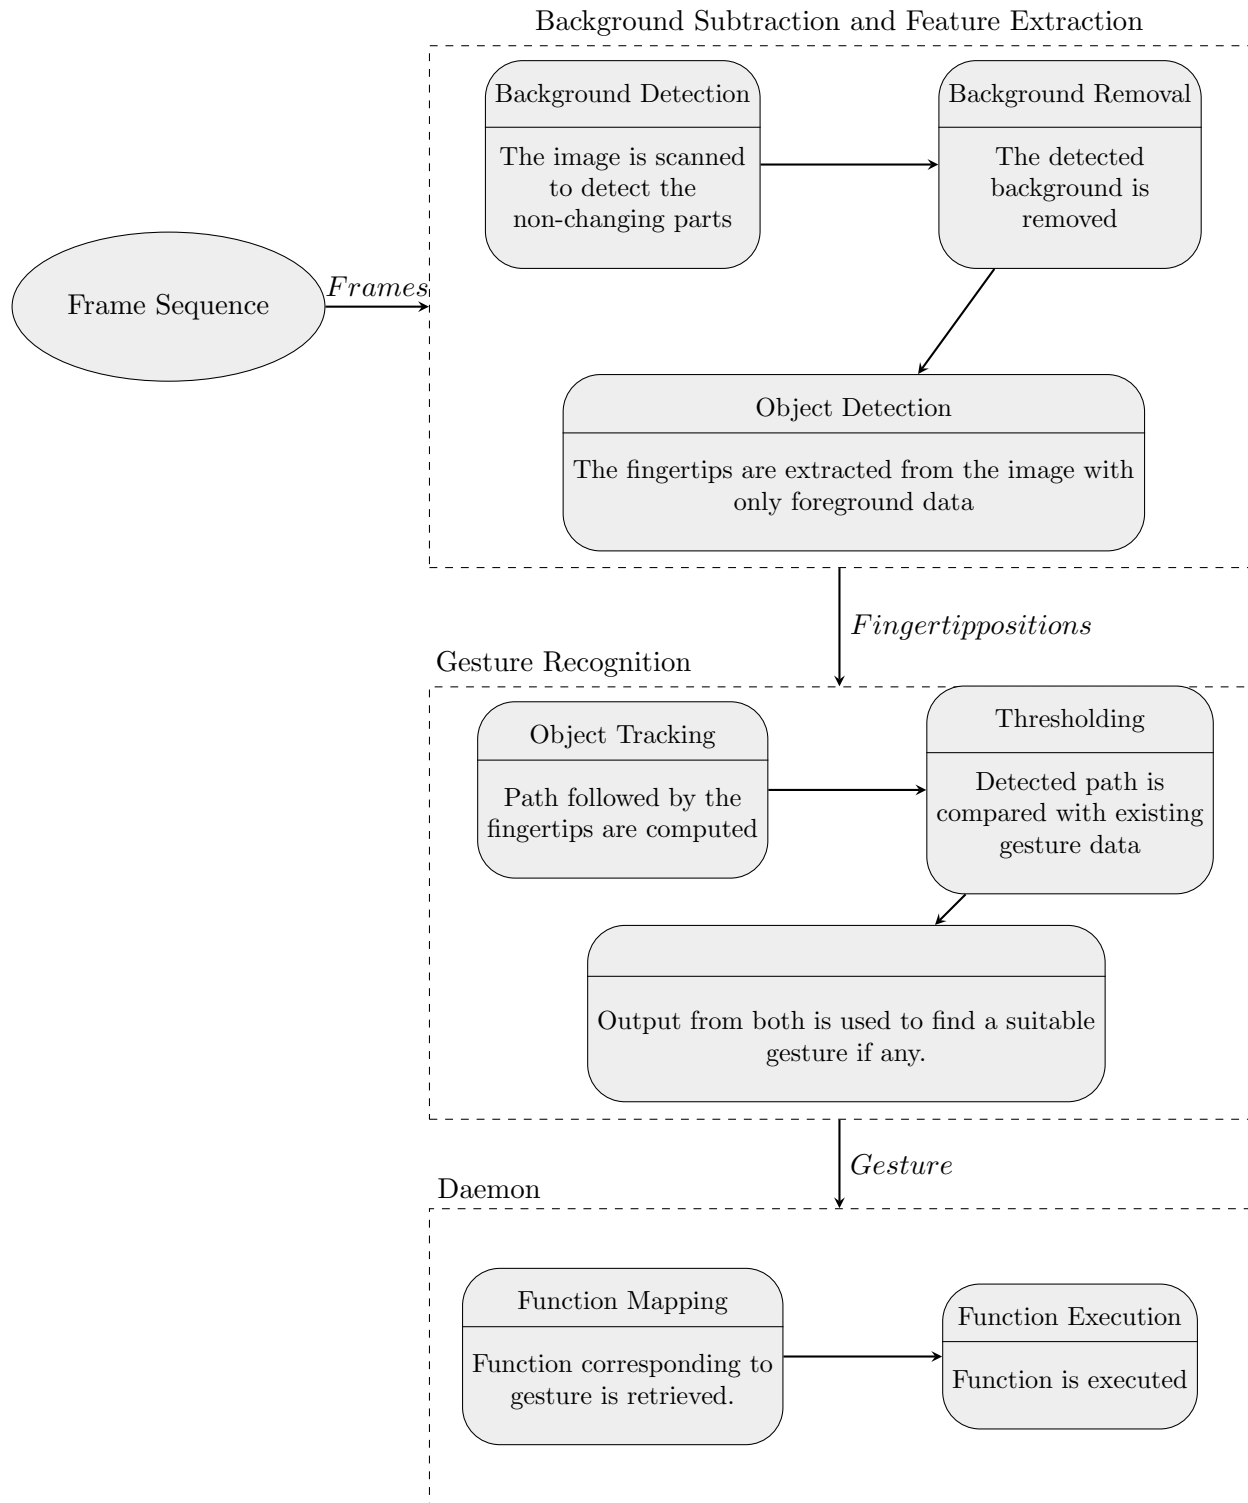 Background Subtraction and Feature Extraction
Background Detection
The image is scanned
to detect the
non-changing parts
Background Removal
The detected
background is
removed
Frame Sequence
Frames
Object Detection
The fingertips are extracted from the image with
only foreground data
Fingertippositions
Gesture Recognition
Object Tracking
Path followed by the
fingertips are computed
Thresholding
Detected path is
compared with existing
gesture data
Output from both is used to find a suitable
gesture if any.
Gesture
Daemon
Function Mapping
Function corresponding to
gesture is retrieved.
Function Execution
Function is executed